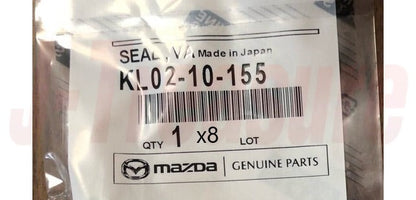 SEAL, VA Made in Japan
KL02-10-155
QTY 1 x8 LOT
mazda GENUINE PARTS